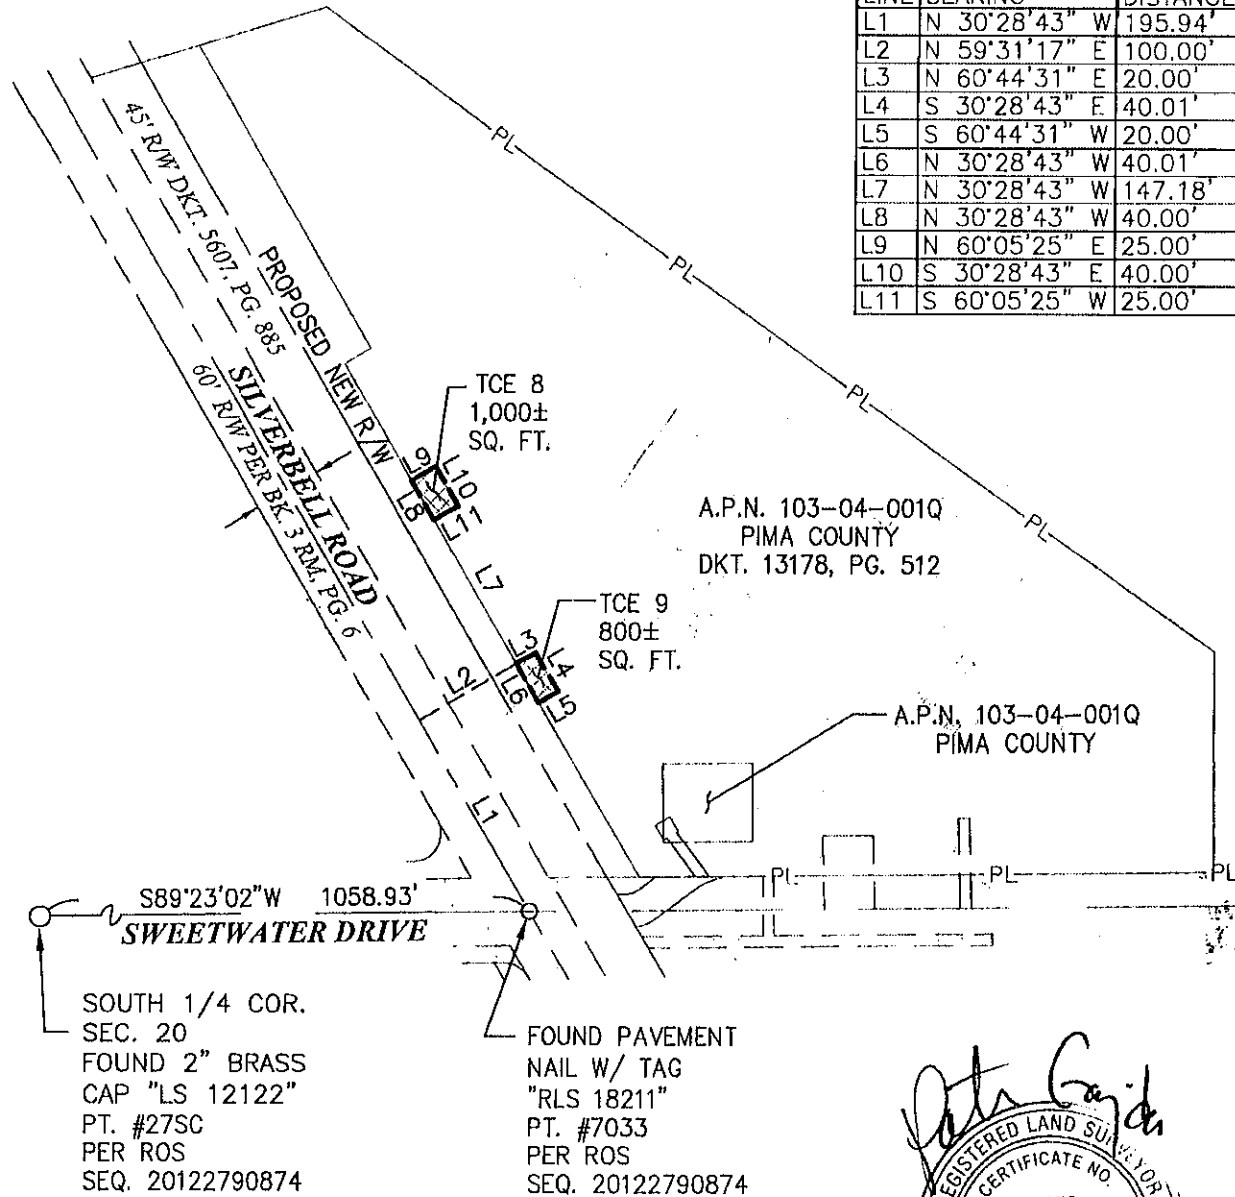 LINE BEARING DISTANCE
L1 N 30°28'43" W 195.94'
L2 N 59°31'17" E 100.00'
L3 N 60°44'31" E 20.00'
L4 S 30°28'43" E 40.01'
L5 S 60°44'31" W 20.00'
L6 N 30°28'43" W 40.01'
L7 N 30°28'43" W 147.18'
L8 N 30°28'43" W 40.00'
L9 N 60°05'25" E 25.00'
L10 S 30°28'43" E 40.00'
L11 S 60°05'25" W 25.00'
PL
PL
PL
PL
45' R/W DKT. 5607, PG. 885
PROPOSED NEW R/W
SILVERBELL ROAD
60' R/W PER BK. 3 RM, PG. 6
TCE 8
1,000±
SQ. FT.
L9
L10
L8
L11
L7
A.P.N. 103-04-001Q
PIMA COUNTY
DKT. 13178, PG. 512
TCE 9
800±
SQ. FT.
L3
L4
L2
L6
L5
A.P.N. 103-04-001Q
PIMA COUNTY
L1
PL
PL
PL
S89°23'02"W 1058.93'
SWEETWATER DRIVE
SOUTH 1/4 COR.
SEC. 20
FOUND 2" BRASS
CAP "LS 12122"
PT. #27SC
PER ROS
SEQ. 20122790874
FOUND PAVEMENT
NAIL W/ TAG
"RLS 18211"
PT. #7033
PER ROS
SEQ. 20122790874
REGISTERED LAND SURVEYOR
CERTIFICATE NO.